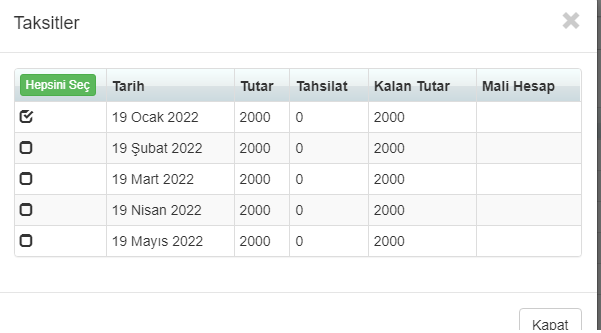 Taksitler
Hepsini Seç Tarih Tutar Tahsilat Kalan Tutar Mali Hesap
19 Ocak 2022 2000 0 2000
19 Şubat 2022 2000 0 2000
19 Mart 2022 2000 0 2000
19 Nisan 2022 2000 0 2000
19 Mayıs 2022 2000 0 2000
Kapat